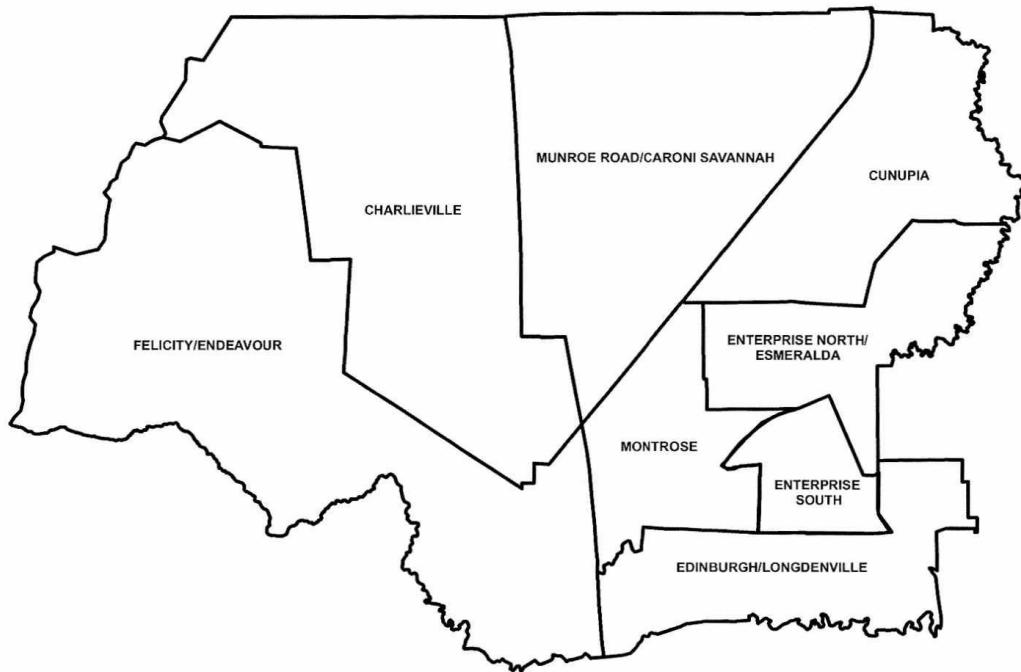 MUNROE ROAD/CARONI SAVANNAH
CUNUPIA
CHARLIEVILLE
FELICITY/ENDEAVOUR
ENTERPRISE NORTH/
ESMERALDA
MONTROSE
ENTERPRISE
SOUTH
EDINBURGH/LONGDENVILLE